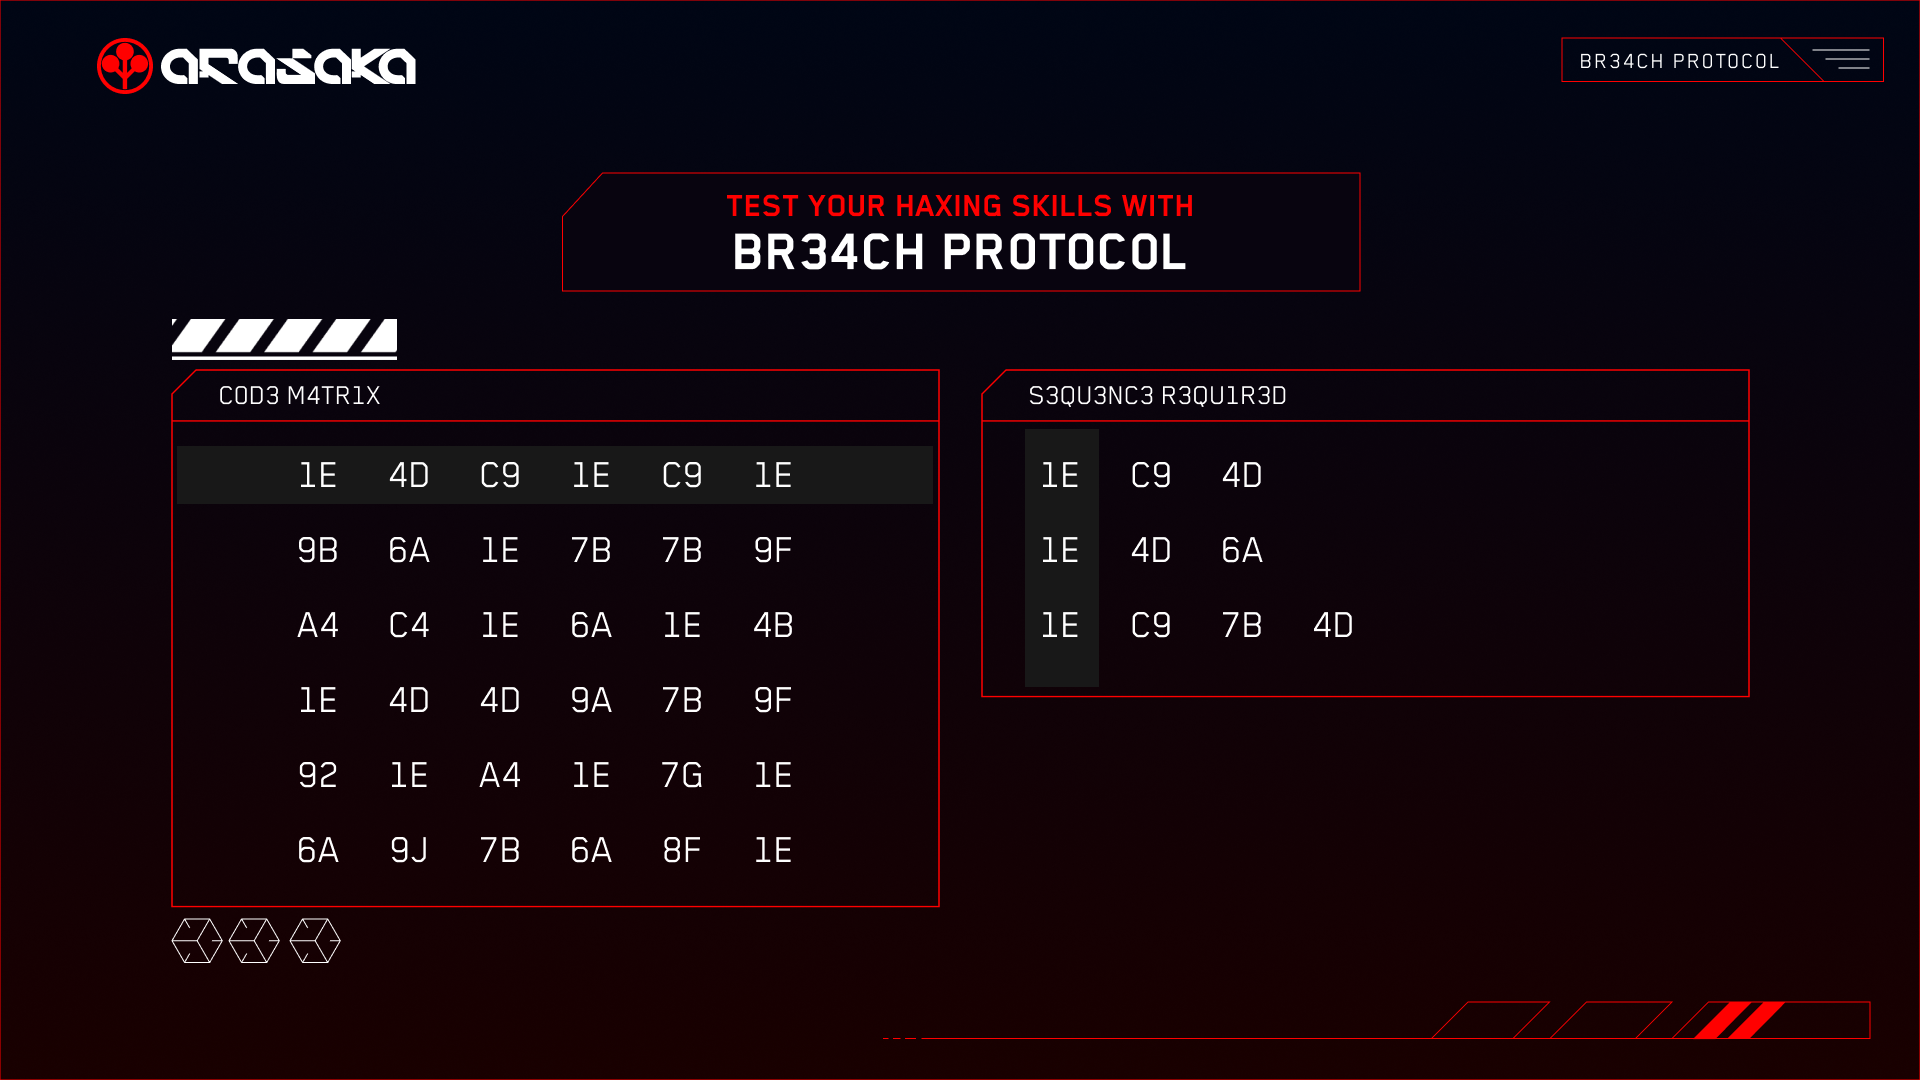 arasaka
BR34CH PROTOCOL
TEST YOUR HAXING SKILLS WITH
BR34CH PROTOCOL
C0D3 M4TR1X
1E 4D C9 1E C9 1E
9B 6A 1E 7B 7B 9F
A4 C4 1E 6A 1E 4B
1E 4D 4D 9A 7B 9F
92 1E A4 1E 7G 1E
6A 9J 7B 6A 8F 1E
S3QU3NC3 R3QU1R3D
1E C9 4D
1E 4D 6A
1E C9 7B 4D